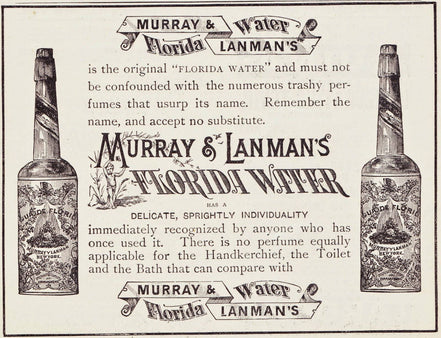 MURRAY & Water
Florida LANMAN'S
is the original "FLORIDA WATER" and must not
be confounded with the numerous trashy per-
fumes that usurp its name. Remember the
name, and accept no substitute.
MURRAY & LANMAN'S
FLORIDA WATER
HAS A
DELICATE, SPRIGHTLY INDIVIDUALITY
immediately recognized by anyone who has
once used it. There is no perfume equally
applicable for the Handkerchief, the Toilet
and the Bath that can compare with
MURRAY & Water
Florida LANMAN'S